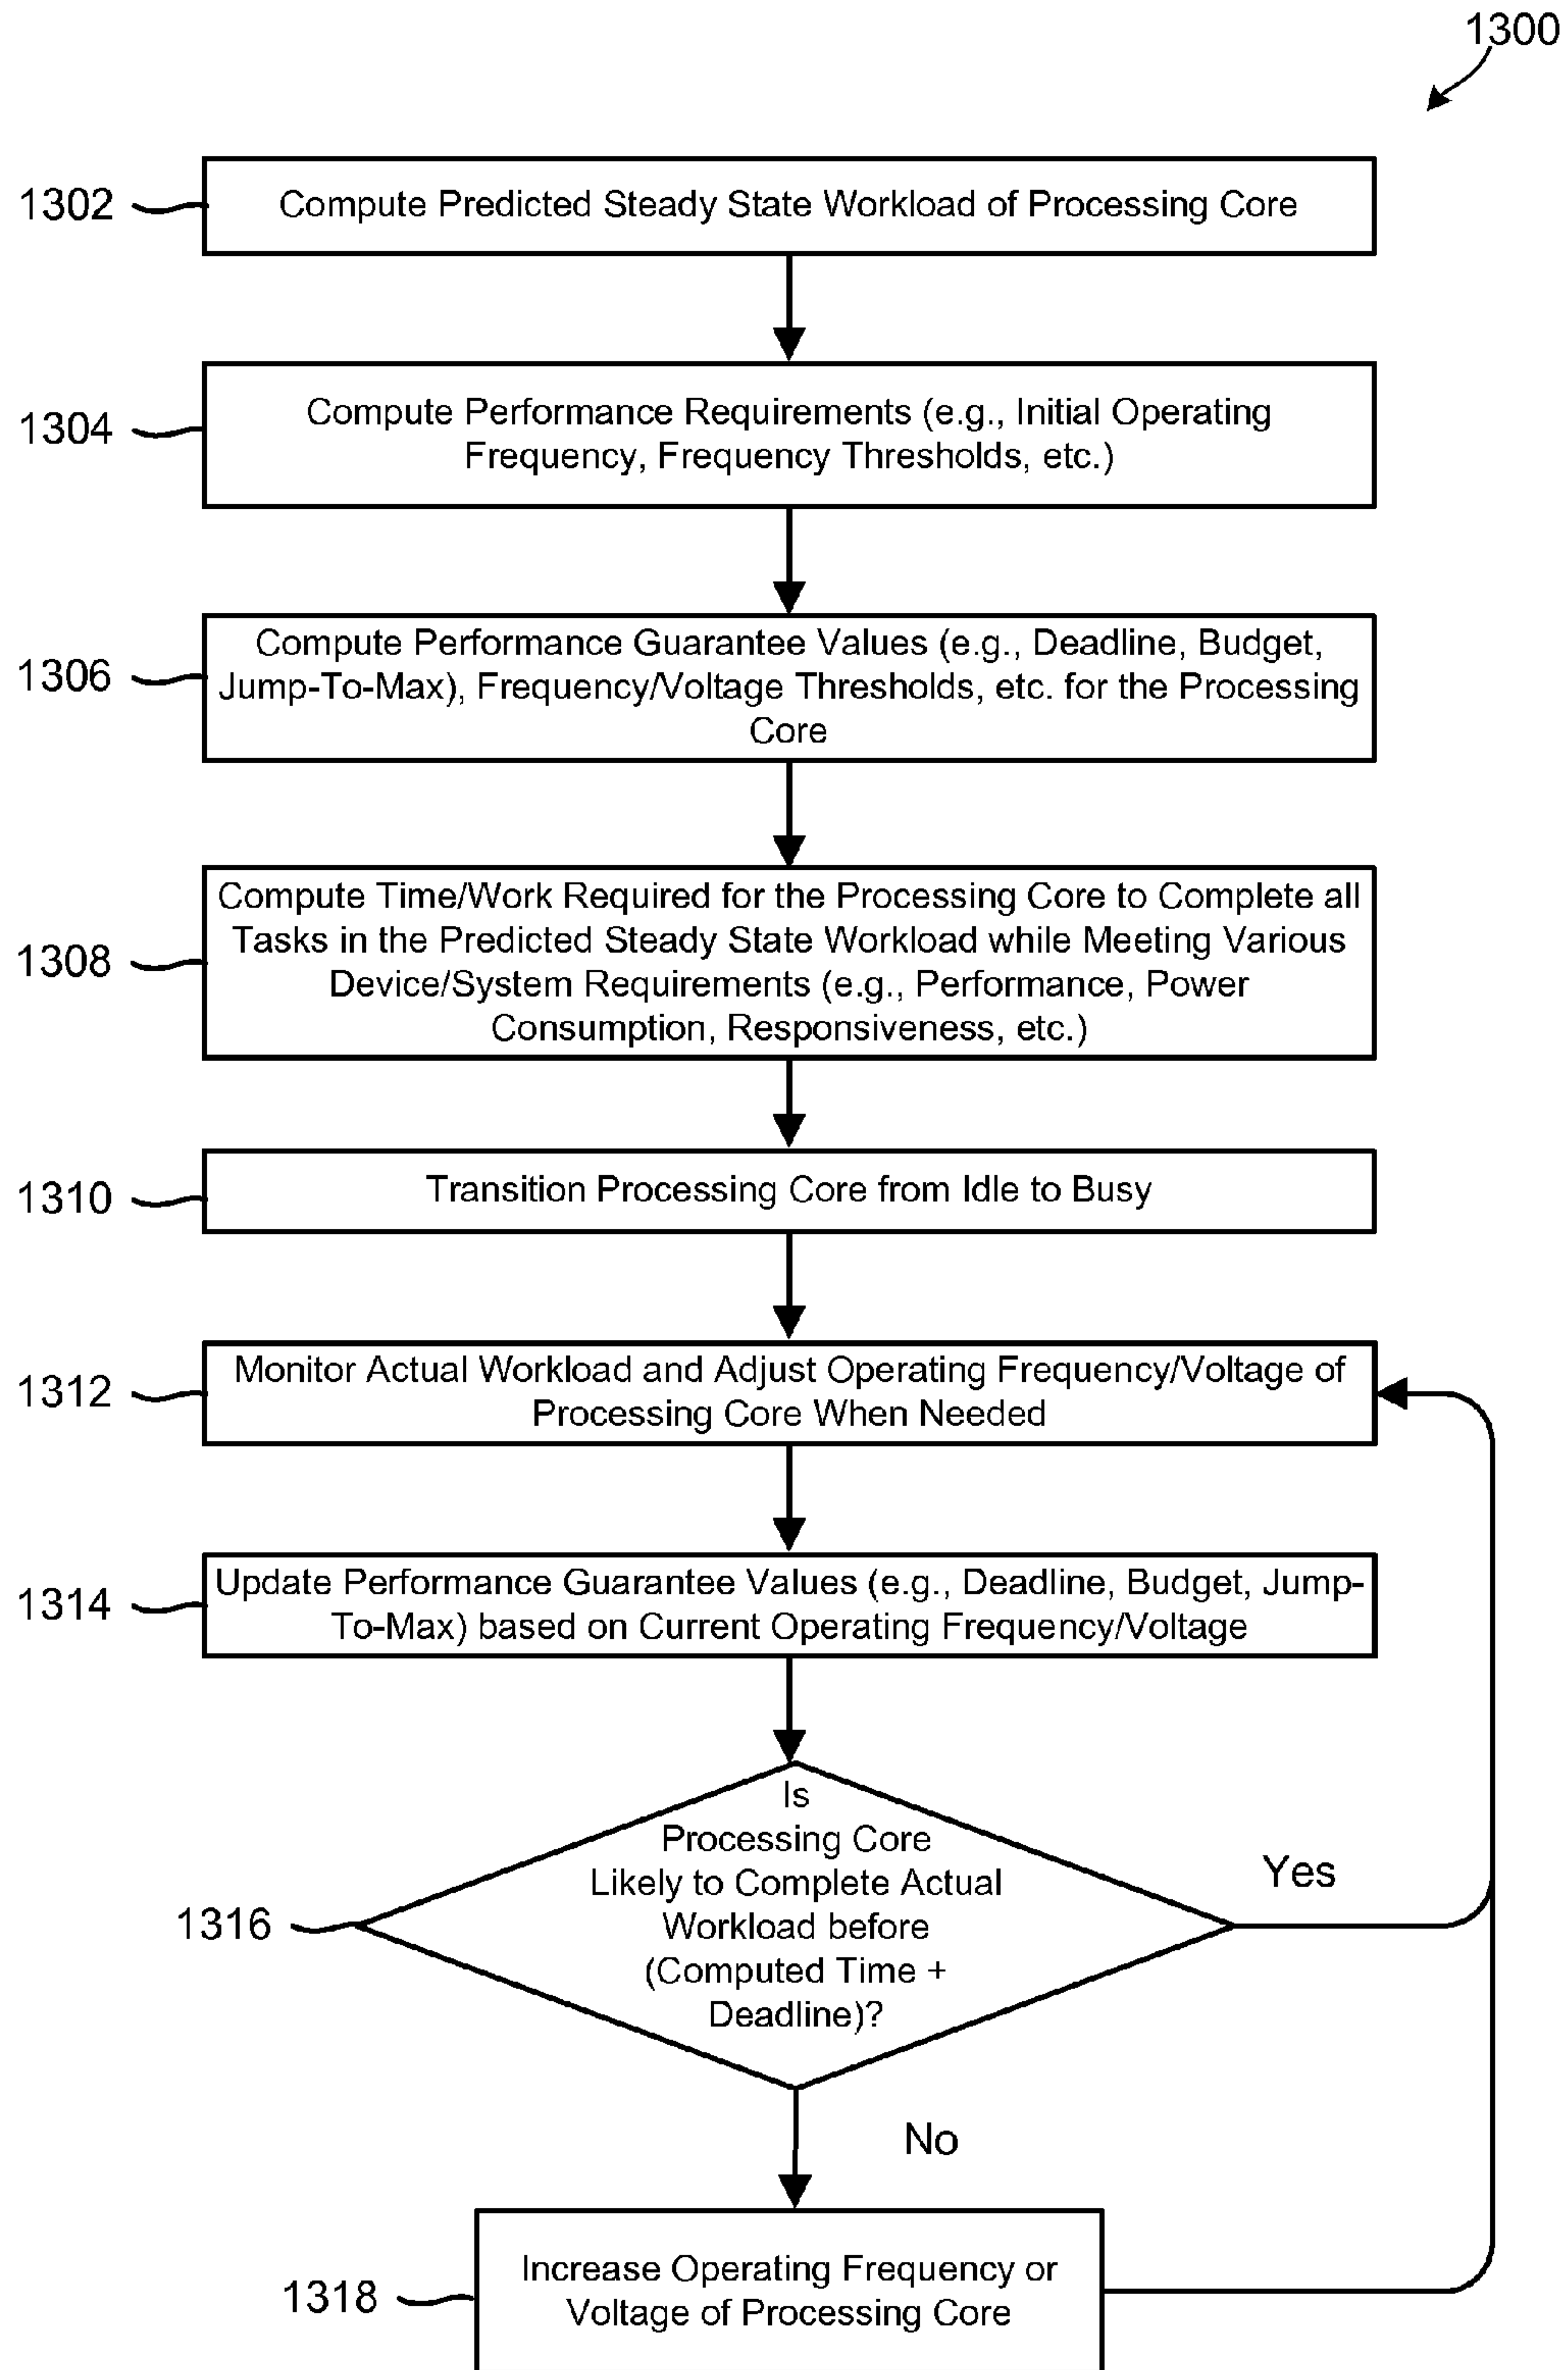 1300
1302
Compute Predicted Steady State Workload of Processing Core
1304
Compute Performance Requirements (e.g., Initial Operating
Frequency, Frequency Thresholds, etc.)
1306
Compute Performance Guarantee Values (e.g., Deadline, Budget,
Jump-To-Max), Frequency/Voltage Thresholds, etc. for the Processing
Core
1308
Compute Time/Work Required for the Processing Core to Complete all
Tasks in the Predicted Steady State Workload while Meeting Various
Device/System Requirements (e.g., Performance, Power
Consumption, Responsiveness, etc.)
1310
Transition Processing Core from Idle to Busy
1312
Monitor Actual Workload and Adjust Operating Frequency/Voltage of
Processing Core When Needed
1314
Update Performance Guarantee Values (e.g., Deadline, Budget, Jump-
To-Max) based on Current Operating Frequency/Voltage
1316
Is
Processing Core
Likely to Complete Actual
Workload before
(Computed Time +
Deadline)?
Yes
No
1318
Increase Operating Frequency or
Voltage of Processing Core